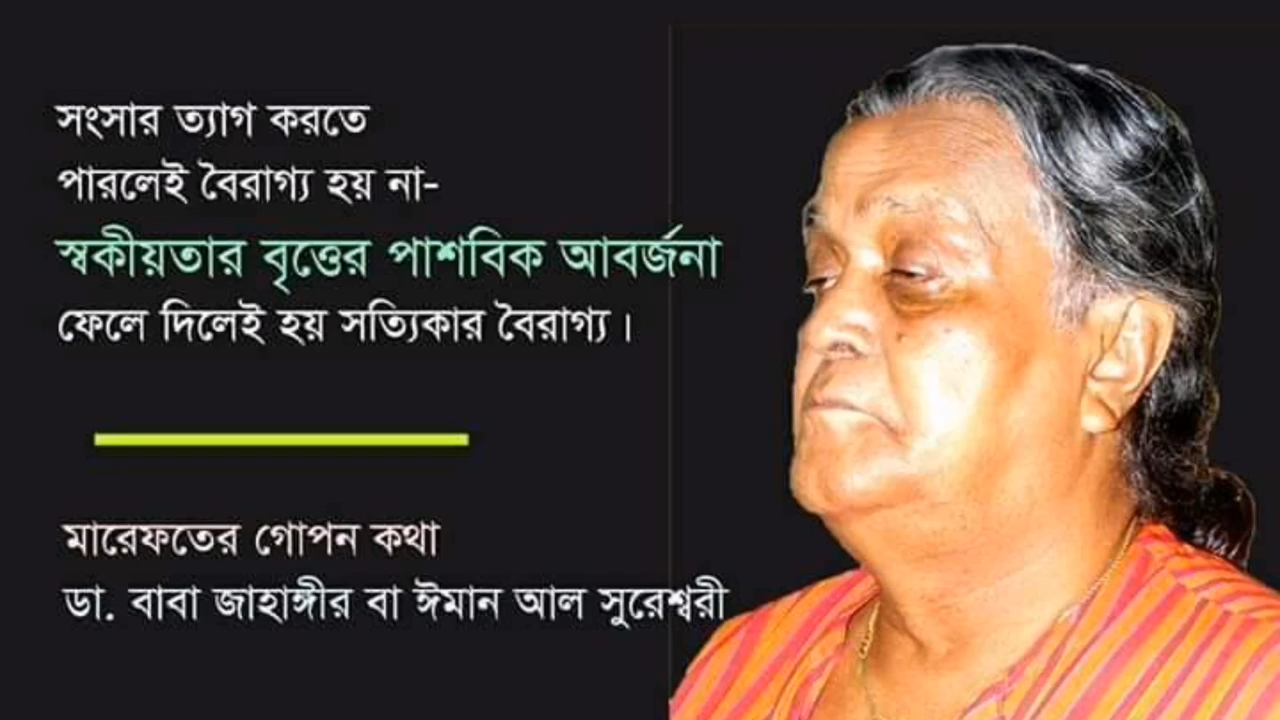 সংসার ত্যাগ করতে
পারলেই বৈরাগ্য হয় না-
স্বকীয়তার বৃত্তের পাশবিক আবর্জনা
ফেলে দিলেই হয় সত্যিকার বৈরাগ্য।
মারেফতের গোপন কথা
ডা. বাবা জাহাঙ্গীর বা ঈমান আল সুরেশ্বরী